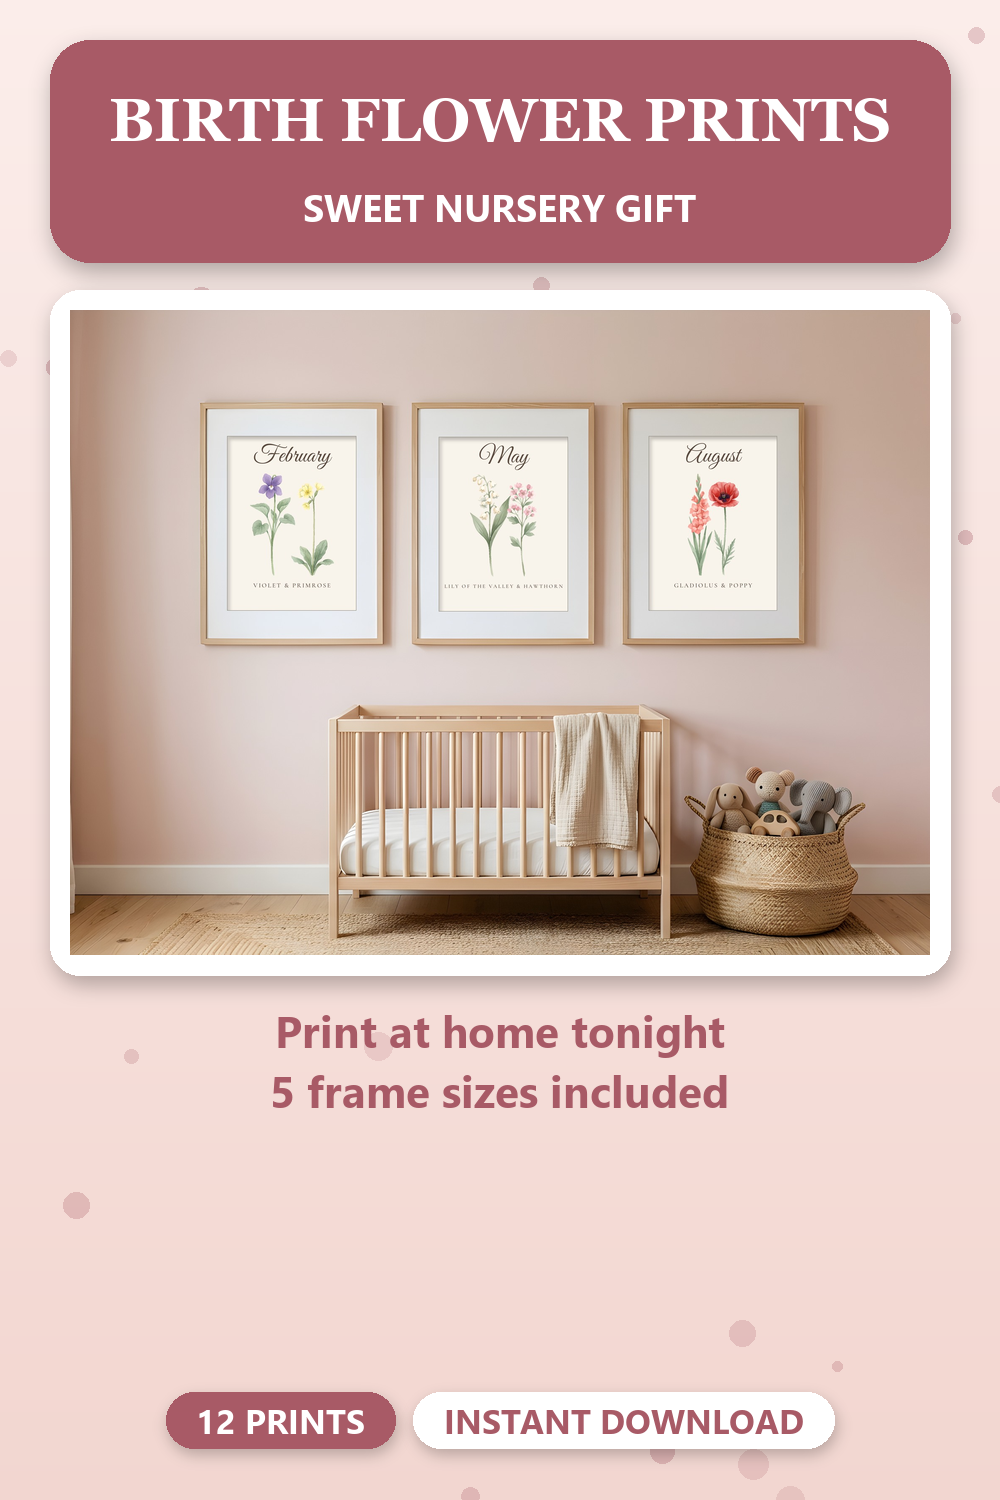 BIRTH FLOWER PRINTS
SWEET NURSERY GIFT
February
VIOLET & PRIMROSE
May
LILY OF THE VALLEY & HAWTHORN
August
GLADIOLUS & POPPY
Print at home tonight
5 frame sizes included
12 PRINTS
INSTANT DOWNLOAD